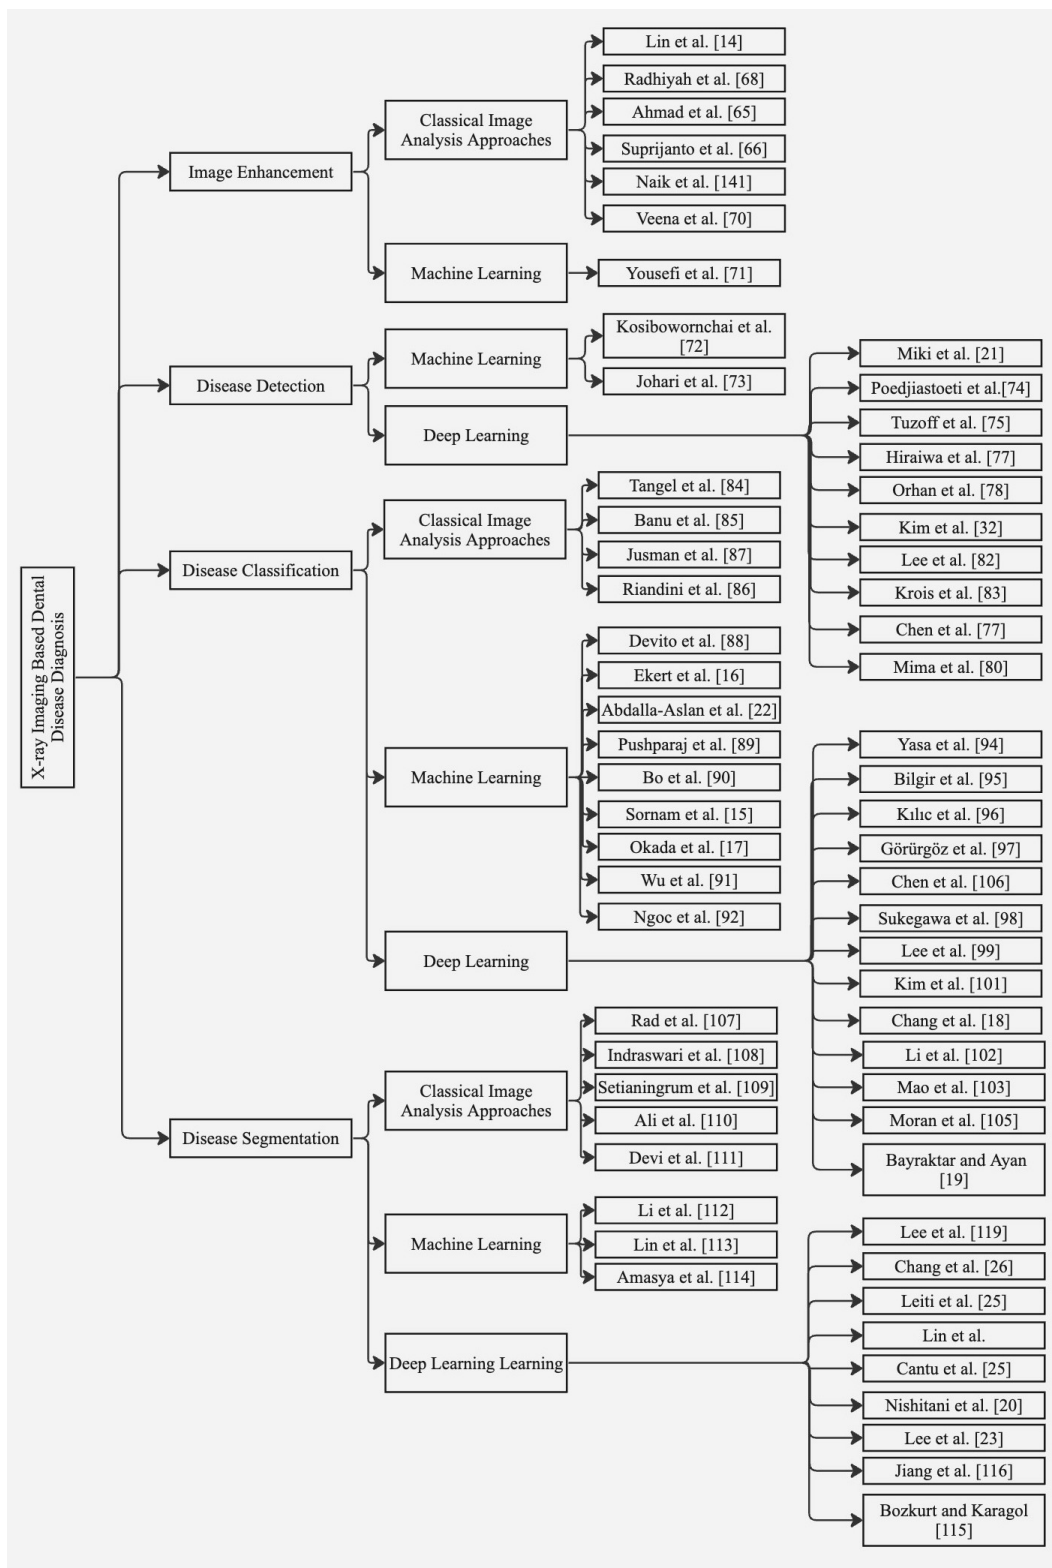 X-ray Imaging Based Dental
Disease Diagnosis
Image Enhancement
Classical Image
Analysis Approaches
Lin et al. [14]
Radhiyah et al. [68]
Ahmad et al. [65]
Suprijanto et al. [66]
Naik et al. [141]
Veena et al. [70]
Machine Learning
Yousefi et al. [71]
Disease Detection
Machine Learning
Kosibowornchai et al.
[72]
Johari et al. [73]
Deep Learning
Miki et al. [21]
Poedjiastoeti et al.[74]
Tuzoff et al. [75]
Hiraiwa et al. [77]
Orhan et al. [78]
Kim et al. [32]
Lee et al. [82]
Krois et al. [83]
Chen et al. [77]
Mima et al. [80]
Disease Classification
Classical Image
Analysis Approaches
Tangel et al. [84]
Banu et al. [85]
Jusman et al. [87]
Riandini et al. [86]
Machine Learning
Devito et al. [88]
Ekert et al. [16]
Abdalla-Aslan et al. [22]
Pushparaj et al. [89]
Bo et al. [90]
Sornam et al. [15]
Okada et al. [17]
Wu et al. [91]
Ngoc et al. [92]
Deep Learning
Yasa et al. [94]
Bilgir et al. [95]
Kılıc et al. [96]
Görürgöz et al. [97]
Chen et al. [106]
Sukegawa et al. [98]
Lee et al. [99]
Kim et al. [101]
Chang et al. [18]
Li et al. [102]
Mao et al. [103]
Moran et al. [105]
Bayraktar and Ayan
[19]
Disease Segmentation
Classical Image
Analysis Approaches
Rad et al. [107]
Indraswari et al. [108]
Setianingrum et al. [109]
Ali et al. [110]
Devi et al. [111]
Machine Learning
Li et al. [112]
Lin et al. [113]
Amasya et al. [114]
Deep Learning Learning
Lee et al. [119]
Chang et al. [26]
Leiti et al. [25]
Lin et al.
Cantu et al. [25]
Nishitani et al. [20]
Lee et al. [23]
Jiang et al. [116]
Bozkurt and Karagol
[115]